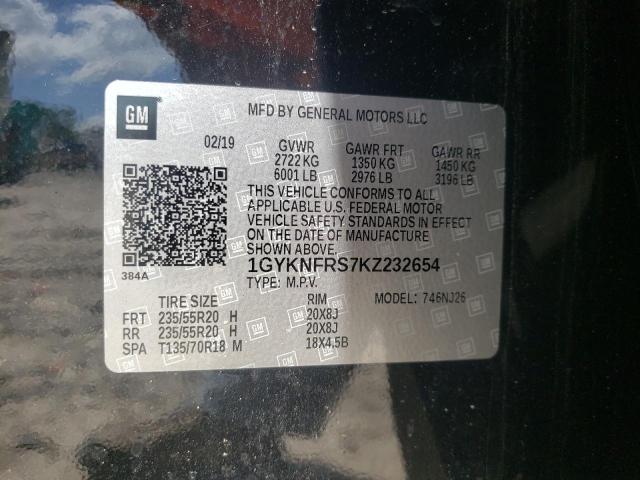 GM
MFD BY GENERAL MOTORS LLC
02/19 GVWR GAWR FRT GAWR RR
2722 KG 1350 KG 1450 KG
6001 LB 2976 LB 3196 LB
THIS VEHICLE CONFORMS TO ALL
APPLICABLE U.S. FEDERAL MOTOR
VEHICLE SAFETY STANDARDS IN EFFECT
ON THE DATE OF MANUFACTURE
SHOWN ABOVE.
384A 1GYKNFRS7KZ232654
TYPE: M.P.V. MODEL: 746NJ26
TIRE SIZE RIM
FRT 235/55R20 H 20X8J
RR 235/55R20 H 20X8J
SPA T135/70R18 M 18X4.5B